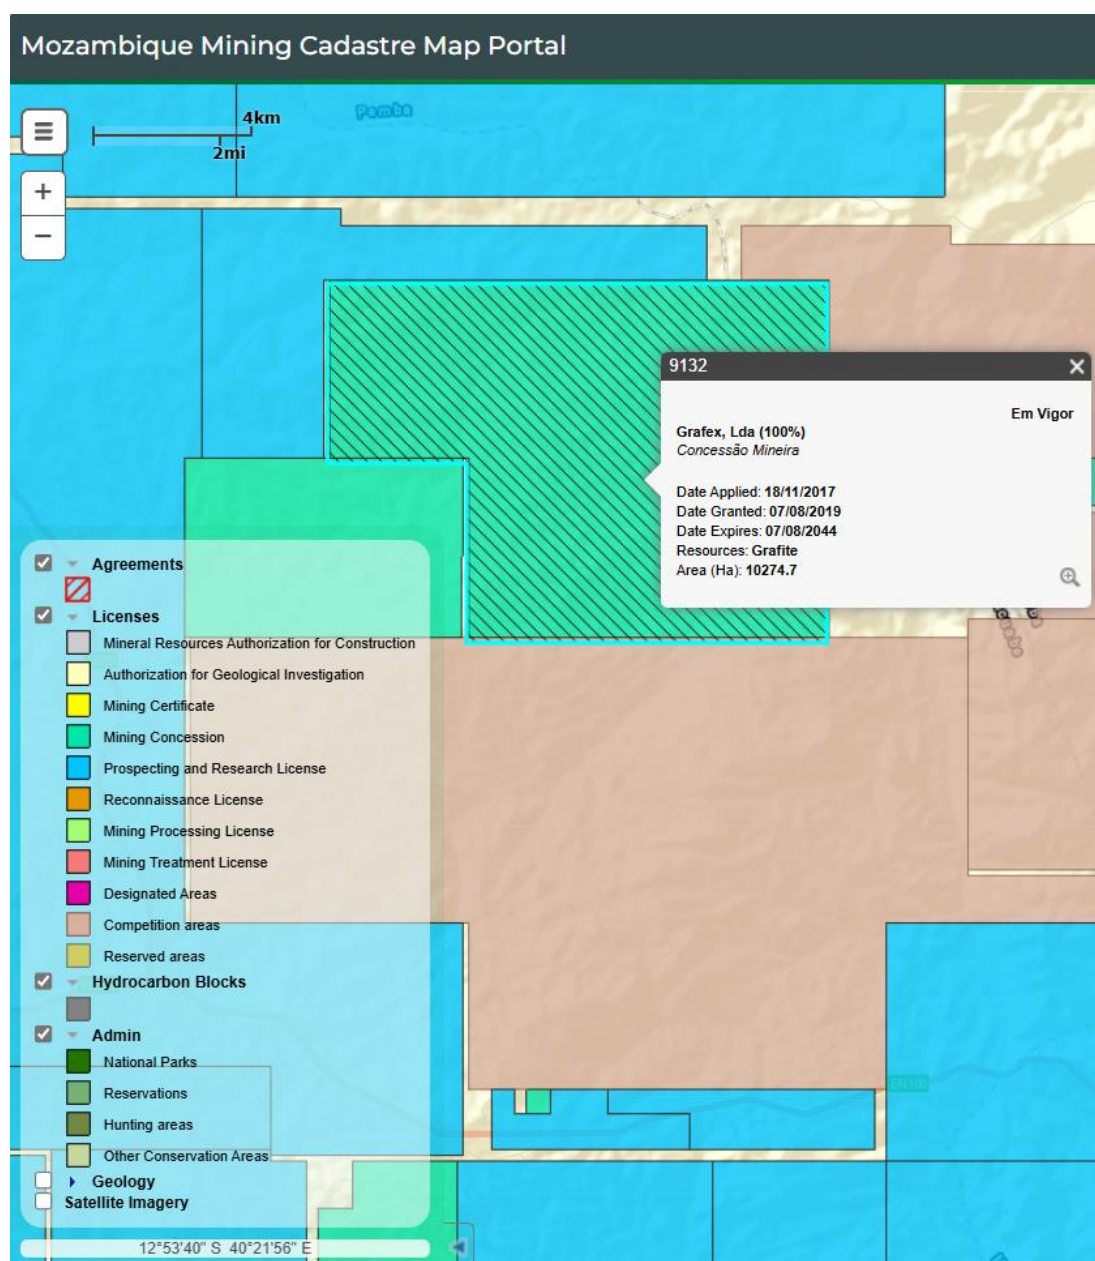 Mozambique Mining Cadastre Map Portal
Pemba
4km
2mi
+
−
9132
Em Vigor
Grafex, Lda (100%)
Concessão Mineira
Date Applied: 18/11/2017
Date Granted: 07/08/2019
Date Expires: 07/08/2044
Resources: Grafite
Area (Ha): 10274.7
Agreements
Licenses
Mineral Resources Authorization for Construction
Authorization for Geological Investigation
Mining Certificate
Mining Concession
Prospecting and Research License
Reconnaissance License
Mining Processing License
Mining Treatment License
Designated Areas
Competition areas
Reserved areas
Hydrocarbon Blocks
Admin
National Parks
Reservations
Hunting areas
Other Conservation Areas
Geology
Satellite Imagery
12°53'40" S 40°21'56" E